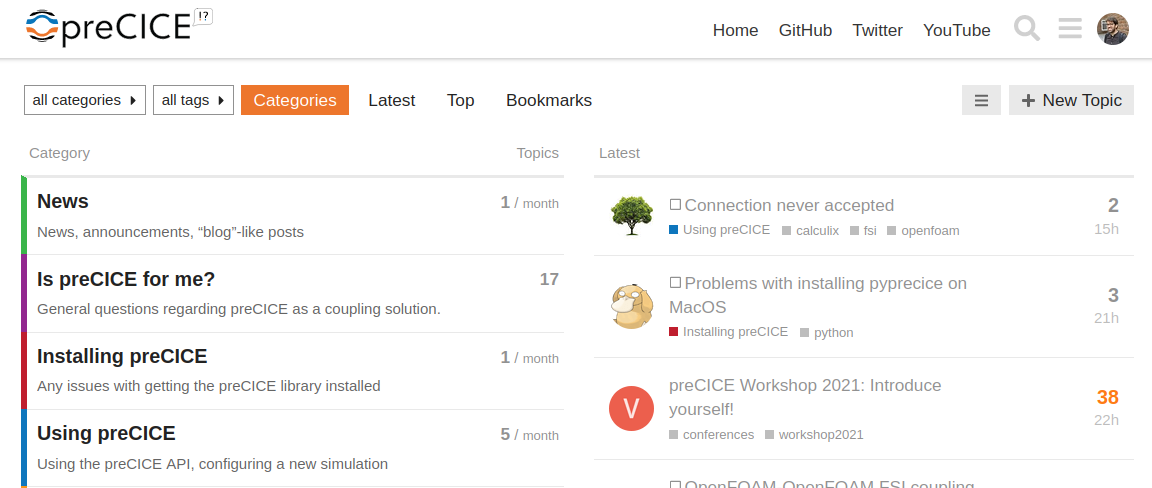 preCICE !?
Home GitHub Twitter YouTube
all categories all tags Categories Latest Top Bookmarks + New Topic
Category Topics
News 1 / month
News, announcements, “blog”-like posts
Is preCICE for me? 17
General questions regarding preCICE as a coupling solution.
Installing preCICE 1 / month
Any issues with getting the preCICE library installed
Using preCICE 5 / month
Using the preCICE API, configuring a new simulation
Latest
Connection never accepted 2
Using preCICE calculix fsi openfoam 15h
Problems with installing pyprecice on
MacOS 3
Installing preCICE python 21h
preCICE Workshop 2021: Introduce
V yourself! 38
conferences workshop2021 22h
OpenFOAM-OpenFOAM FSI coupling